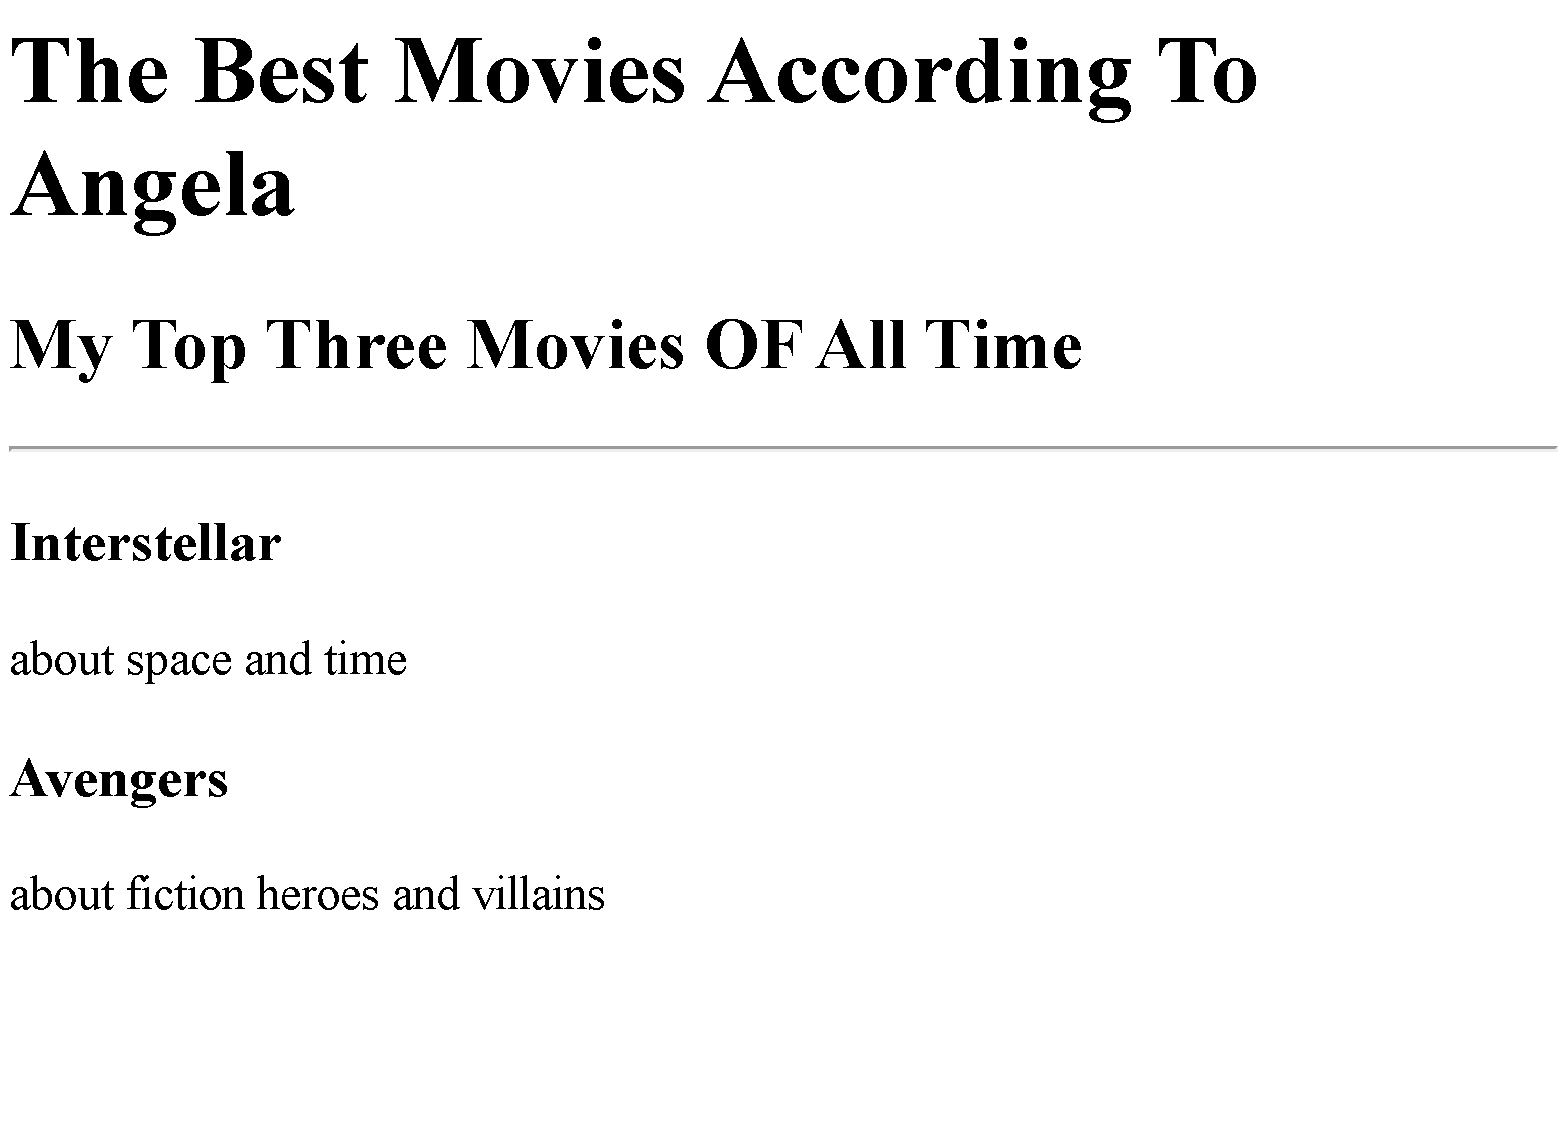 The Best Movies According To
Angela
My Top Three Movies OF All Time
Interstellar
about space and time
Avengers
about fiction heroes and villains